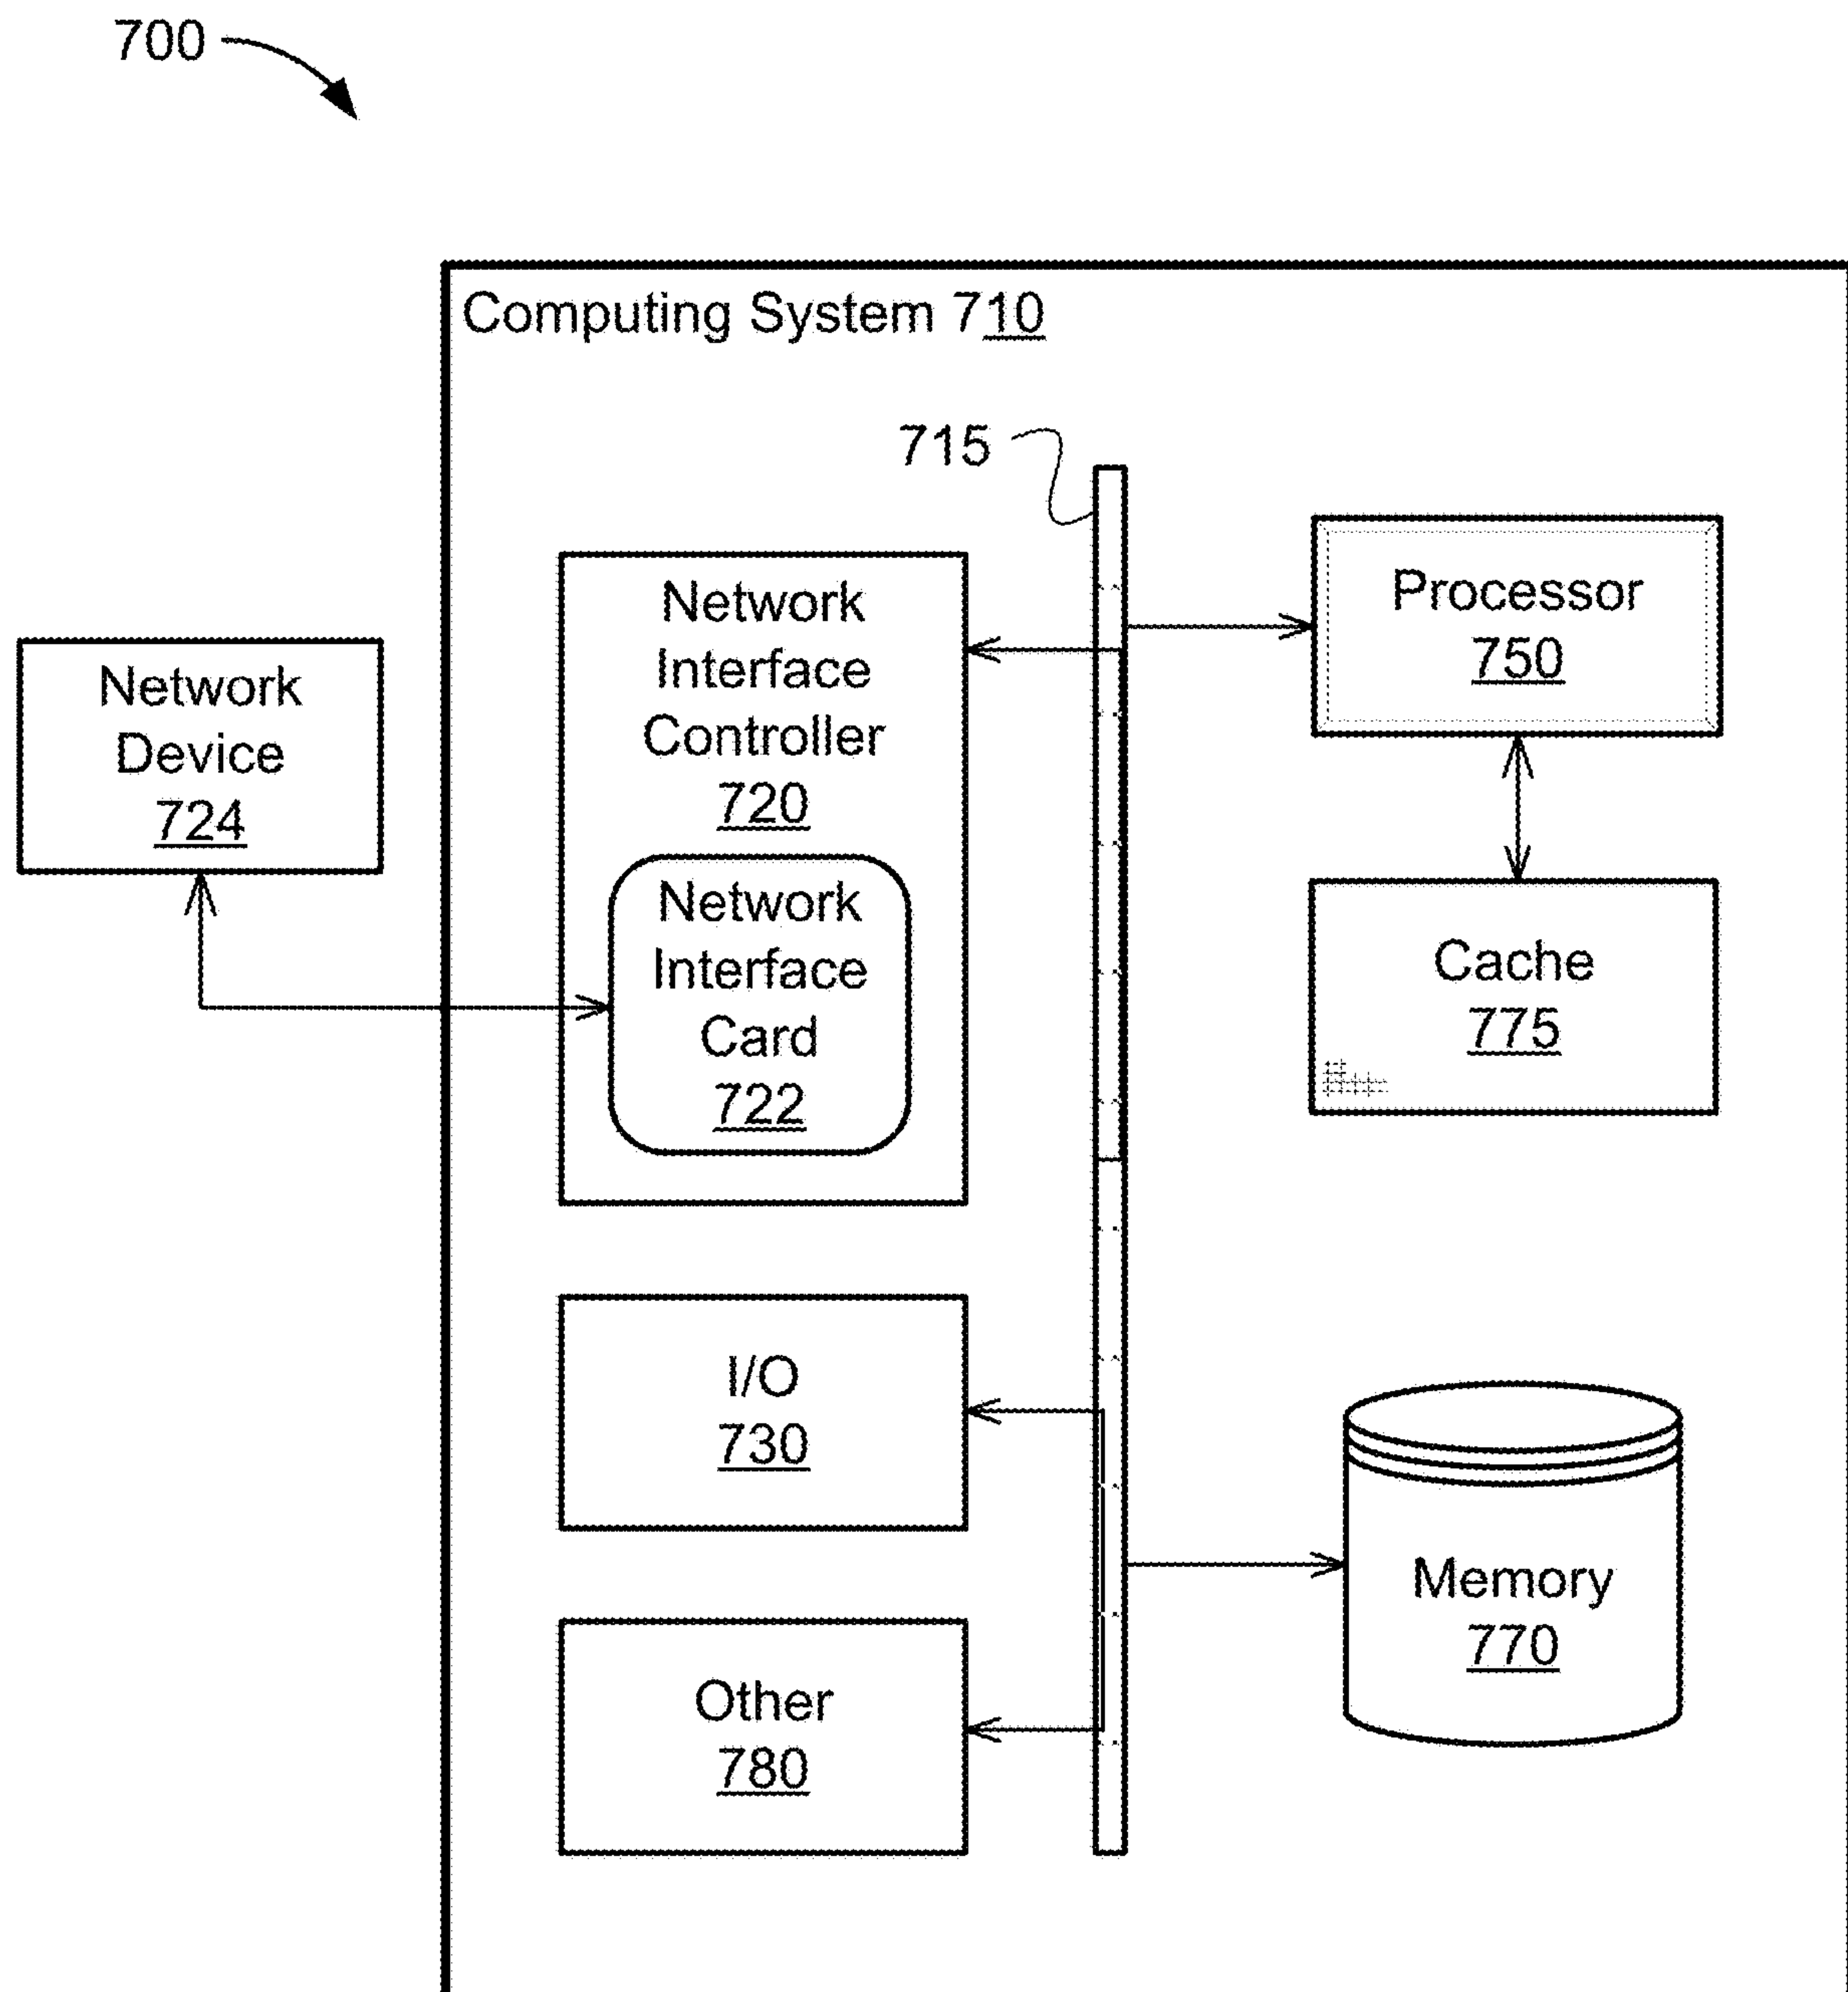 700
Computing System 710
715
Network
Interface
Controller
720
Processor
750
Network
Device
724
Network
Interface
Card
722
Cache
775
I/O
730
Memory
770
Other
780